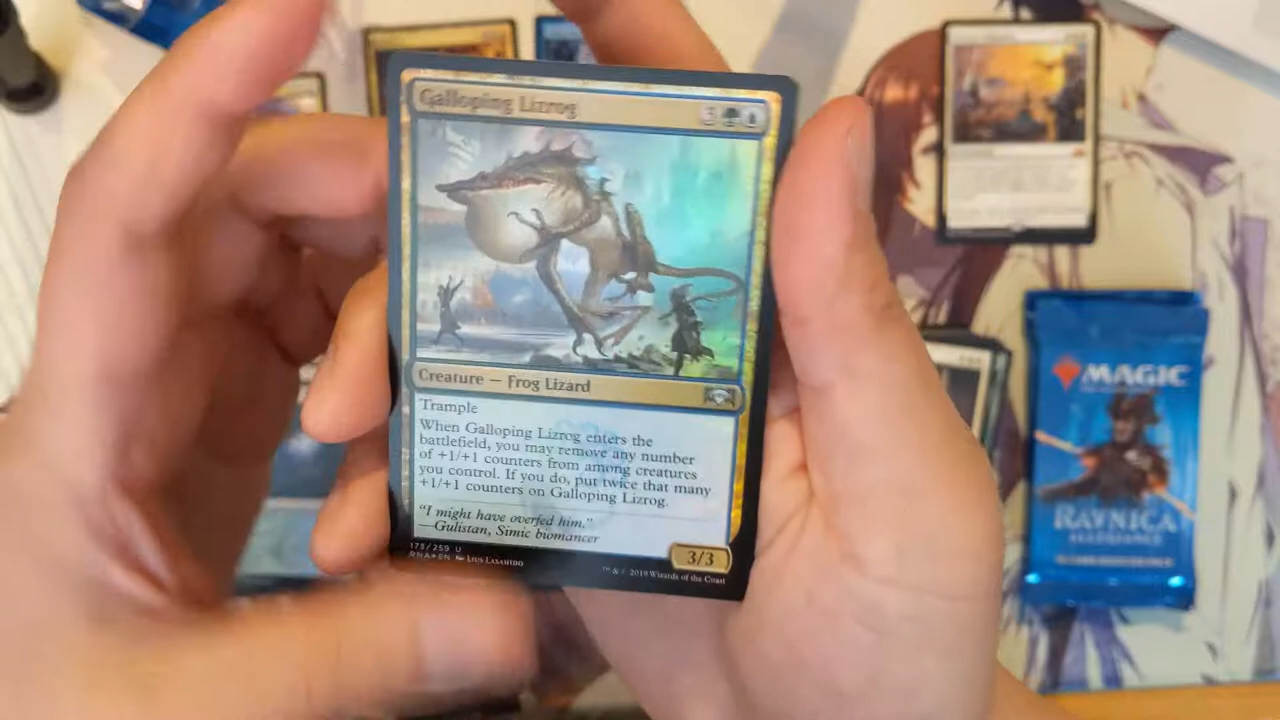 Galloping Lizrog
3
Creature — Frog Lizard
Trample
When Galloping Lizrog enters the
battlefield, you may remove any number
of +1/+1 counters from among creatures
you control. If you do, put twice that many
+1/+1 counters on Galloping Lizrog.
"I might have overfed him."
—Gulistan, Simic biomancer
3/3
175/259 U
RNA EN
™ & © 2019 Wizards of the Coast
MAGIC
RAVNICA
ALLEGIANCE